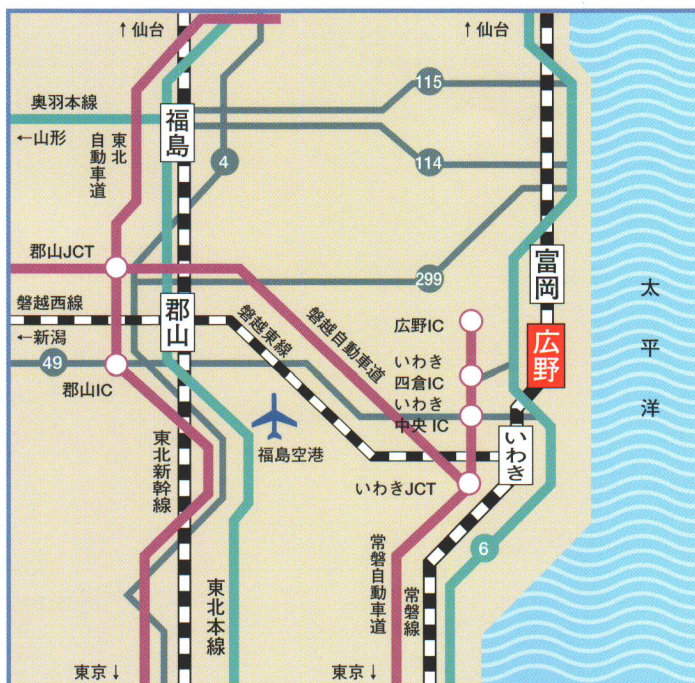 ↑仙台
↑仙台
奥羽本線
←山形
東北
自動車道
福島
115
4
114
郡山JCT
299
富岡
太平洋
磐越西線
←新潟
郡山
磐越東線
磐越自動車道
広野IC
広野
いわき
四倉IC
49
郡山IC
いわき
中央IC
福島空港
いわき
いわきJCT
東北新幹線
6
東北本線
常磐自動車道
常磐線
東京↓
東京↓